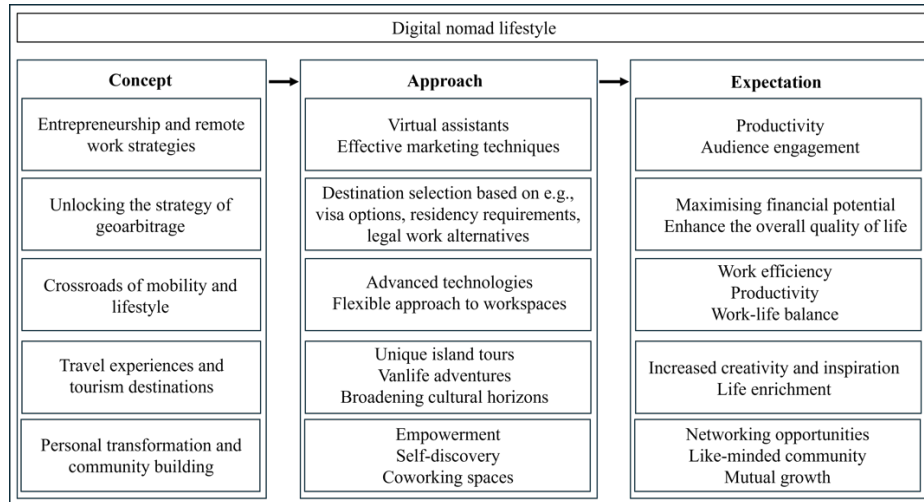 Digital nomad lifestyle
Concept
Entrepreneurship and remote
work strategies
Unlocking the strategy of
geoarbitrage
Crossroads of mobility and
lifestyle
Travel experiences and
tourism destinations
Personal transformation and
community building
Approach
Virtual assistants
Effective marketing techniques
Destination selection based on e.g.,
visa options, residency requirements,
legal work alternatives
Advanced technologies
Flexible approach to workspaces
Unique island tours
Vanlife adventures
Broadening cultural horizons
Empowerment
Self-discovery
Coworking spaces
Expectation
Productivity
Audience engagement
Maximising financial potential
Enhance the overall quality of life
Work efficiency
Productivity
Work-life balance
Increased creativity and inspiration
Life enrichment
Networking opportunities
Like-minded community
Mutual growth